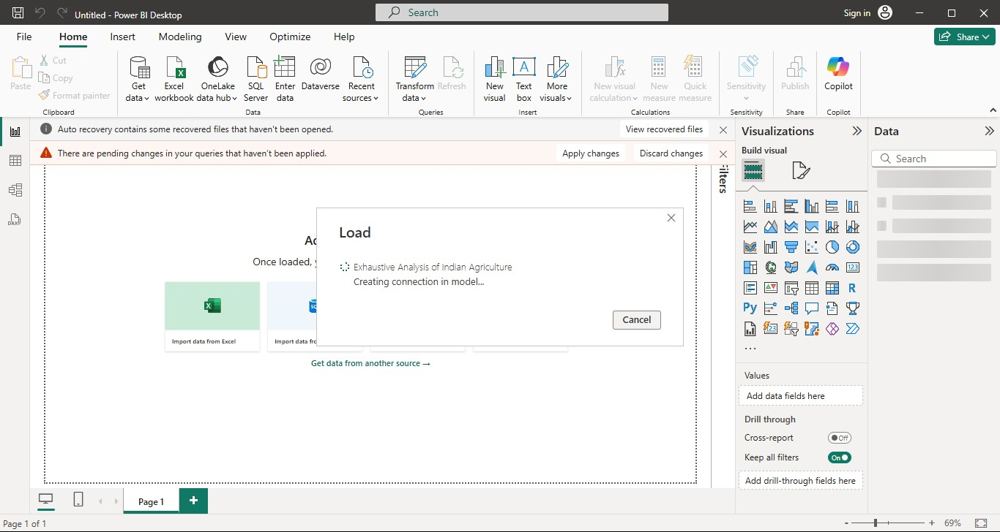 Untitled - Power BI Desktop
Search
Sign in
File
Home
Insert
Modeling
View
Optimize
Help
Share
Paste
Cut
Copy
Format painter
Clipboard
Get
data
Excel
workbook
OneLake
data hub
SQL
Server
Enter
data
Dataverse
Recent
sources
Data
Transform
data
Refresh
Queries
New
visual
Text
box
More
visuals
Insert
New visual
calculation
New
measure
Quick
measure
Calculations
Sensitivity
Sensitivity
Publish
Share
Copilot
Copilot
Auto recovery contains some recovered files that haven't been opened.
View recovered files
There are pending changes in your queries that haven't been applied.
Apply changes
Discard changes
Filters
Once loaded,
Import data from Excel
SQ
Import data fr
Get data from another source →
Load
Exhaustive Analysis of Indian Agriculture
Creating connection in model...
Cancel
Visualizations
Build visual
123
R
Py
123
...
Values
Add data fields here
Drill through
Cross-report
Off
Keep all filters
On
Add drill-through fields here
Data
Search
DAX
Page 1
+
Page 1 of 1
- + 69%